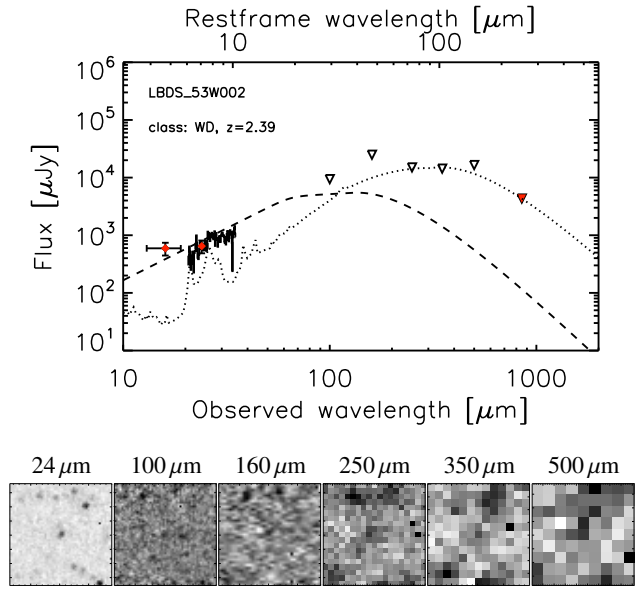 Restframe wavelength [μm]
10 100
10⁶
LBDS_53W002
10⁵
class: WD, z=2.39
10⁴
Flux [μJy]
10³
10²
10¹
10 100 1000
Observed wavelength [μm]
24 μm 100 μm 160 μm 250 μm 350 μm 500 μm